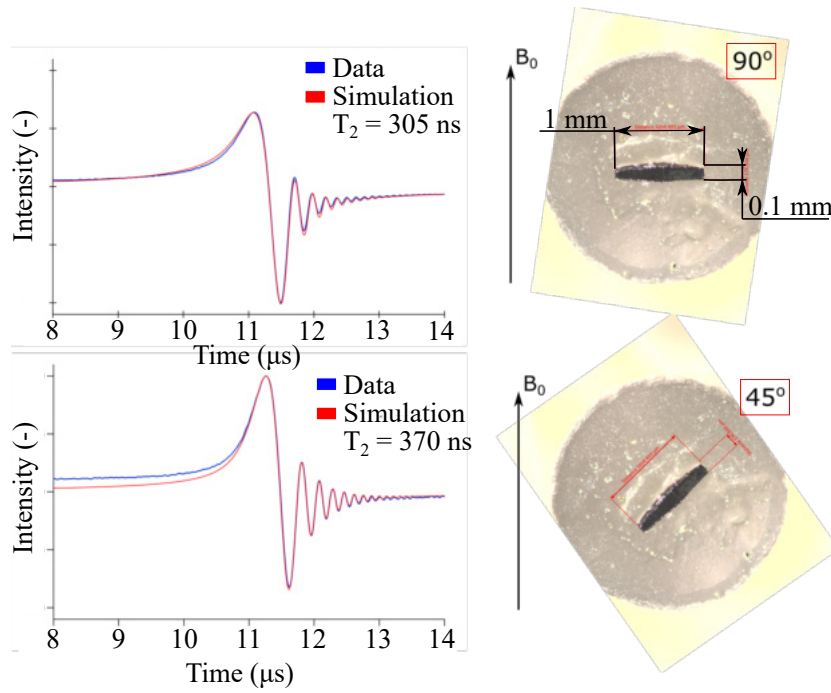 Intensity (-)
Data
Simulation
T₂ = 305 ns
8 9 10 11 12 13 14
Time (μs)
B₀
90°
1 mm
0.1 mm
Intensity (-)
Data
Simulation
T₂ = 370 ns
8 9 10 11 12 13 14
Time (μs)
B₀
45°